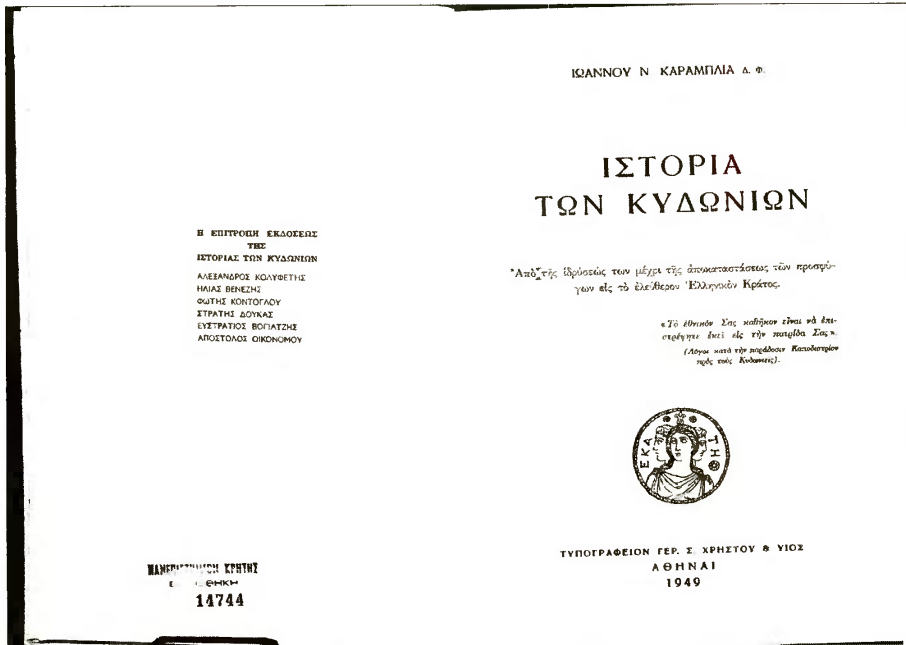 Η ΕΠΙΤΡΟΠΗ ΕΚΔΟΣΕΩΣ
ΤΗΣ
ΙΣΤΟΡΙΑΣ ΤΩΝ ΚΥΔΩΝΙΩΝ
ΑΛΕΞΑΝΔΡΟΣ ΚΟΛΥΦΕΤΗΣ
ΗΛΙΑΣ ΒΕΝΕΖΗΣ
ΦΩΤΗΣ ΚΟΝΤΟΓΛΟΥ
ΣΤΡΑΤΗΣ ΔΟΥΚΑΣ
ΕΥΣΤΡΑΤΙΟΣ ΒΟΓΙΑΤΖΗΣ
ΑΠΟΣΤΟΛΟΣ ΟΙΚΟΝΟΜΟΥ
ΚΡΗΤΗΣ
14744
ΙΩΑΝΝΟΥ Ν ΚΑΡΑΜΠΛΙΑ Δ. Φ.
ΙΣΤΟΡΙΑ
ΤΩΝ ΚΥΔΩΝΙΩΝ
Ἀπὸ τῆς ἱδρύσεώς των μέχρι τῆς ἀποκαταστάσεως τῶν προσφύ-
γων εἰς τὸ ἐλεύθερον Ἑλληνικὸν Κράτος.
«Τὸ ἐθνικόν Σας καθῆκον εἶναι νὰ ἐπι-
στρέψητε ἐκεῖ εἰς τὴν πατρίδα Σας».
(Λόγοι κατὰ τὴν παράδοσιν Καποδιστρίου
πρὸς τοὺς Κυδωνιεῖς).
ΕΚΑ ΤΗΘ
ΤΥΠΟΓΡΑΦΕΙΟΝ ΓΕΡ. Σ. ΧΡΗΣΤΟΥ & ΥΙΟΣ
ΑΘΗΝΑΙ
1949